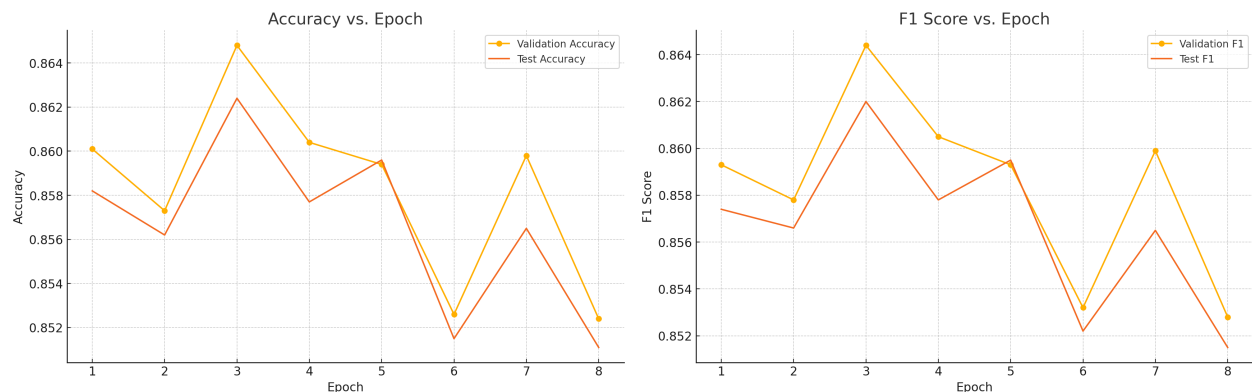 Accuracy vs. Epoch
Validation Accuracy
Test Accuracy
0.864
0.862
0.860
0.858
0.856
0.854
0.852
Accuracy
1 2 3 4 5 6 7 8
Epoch
F1 Score vs. Epoch
Validation F1
Test F1
0.864
0.862
0.860
0.858
0.856
0.854
0.852
F1 Score
1 2 3 4 5 6 7 8
Epoch